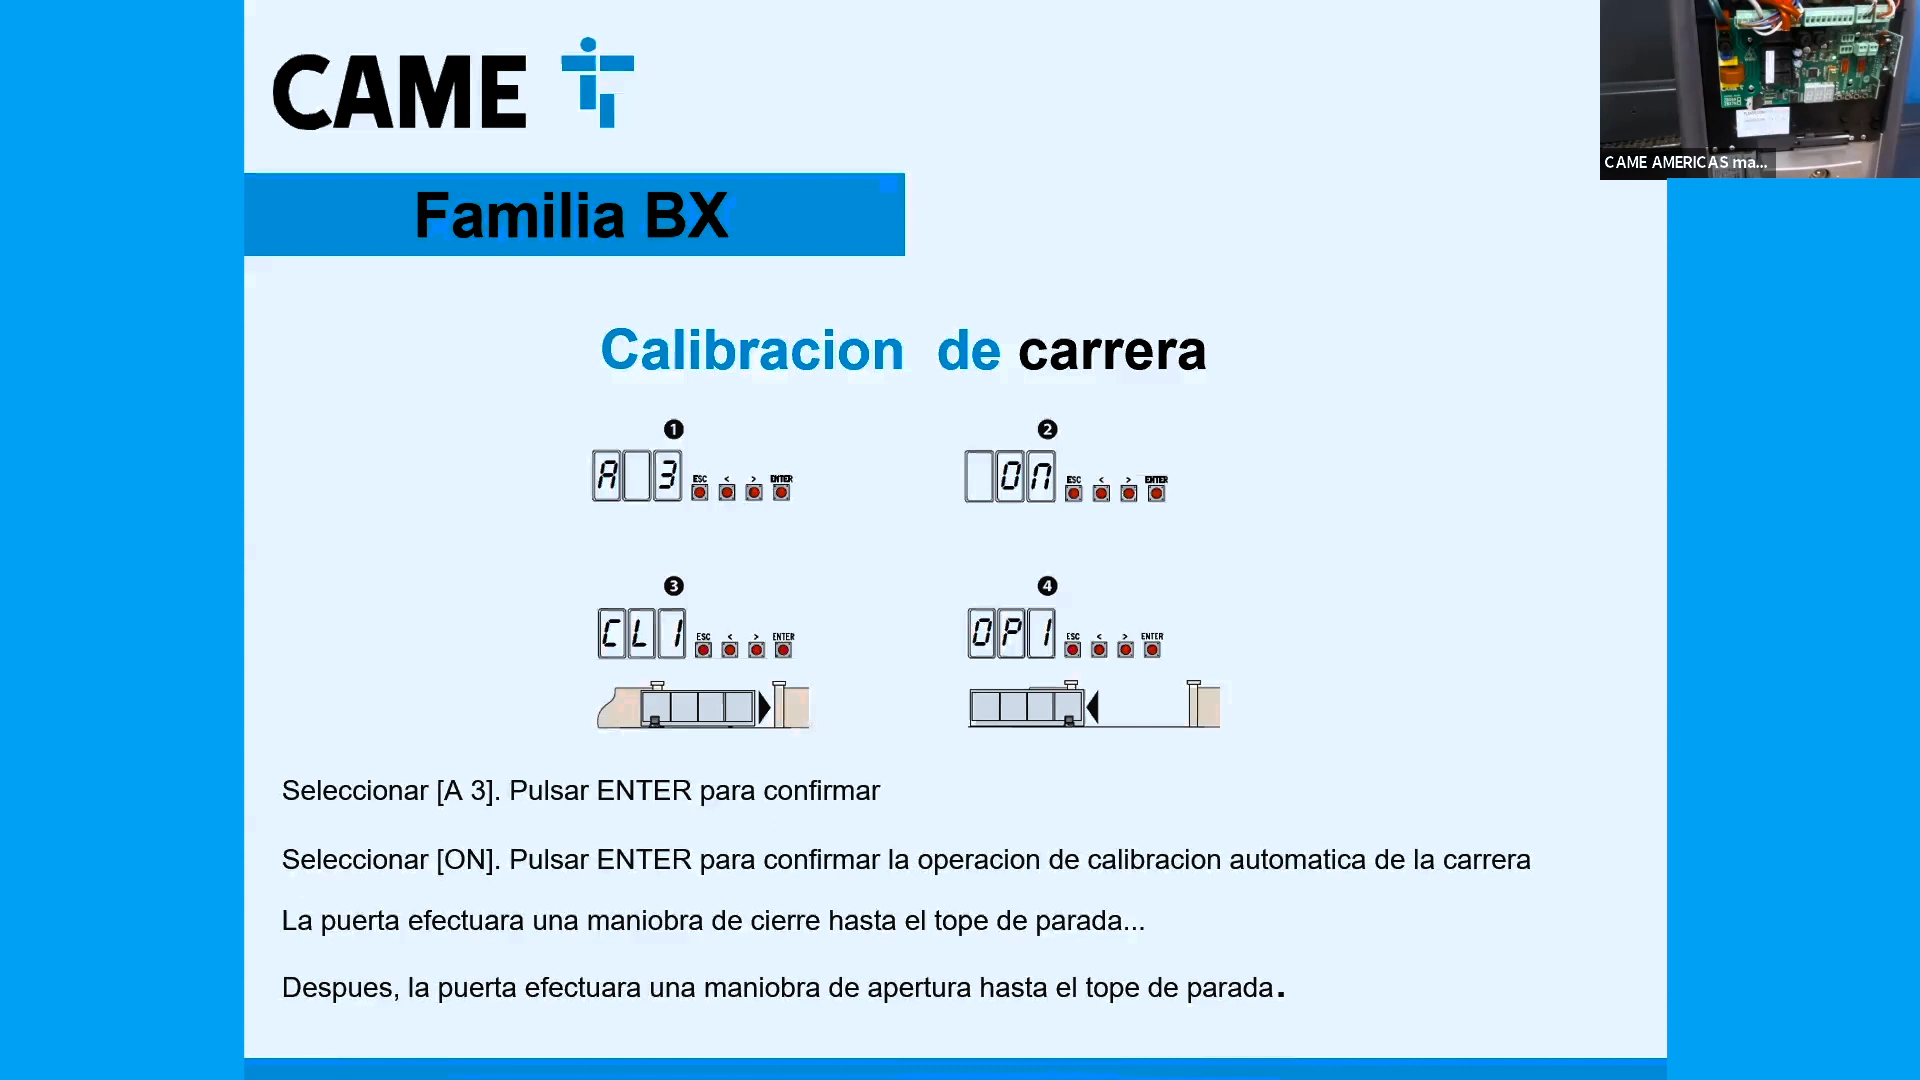 CAME
CAME AMERICAS ma...
Familia BX
Calibracion de carrera
1
2
A 3 ESC < > ENTER
ON ESC < > ENTER
3
4
CL1 ESC < > ENTER
OP1 ESC < > ENTER
Seleccionar [A 3]. Pulsar ENTER para confirmar
Seleccionar [ON]. Pulsar ENTER para confirmar la operacion de calibracion automatica de la carrera
La puerta efectuara una maniobra de cierre hasta el tope de parada...
Despues, la puerta efectuara una maniobra de apertura hasta el tope de parada.